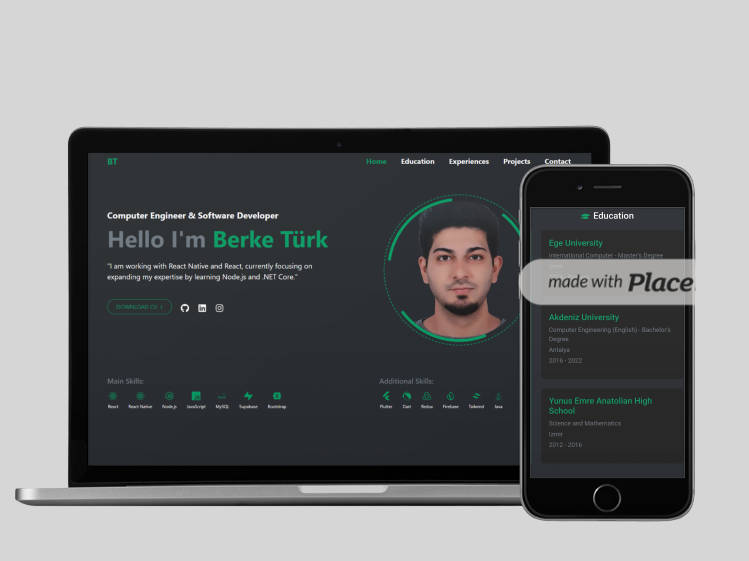 BT
Home Education Experiences Projects Contact
Computer Engineer & Software Developer
Hello I'm Berke Türk
"I am working with React Native and React, currently focusing on
expanding my expertise by learning Node.js and .NET Core."
DOWNLOAD CV
Main Skills:
React React Native Node.js JavaScript MySQL Supabase Bootstrap
Additional Skills:
Flutter Dart Redux Firebase Tailwind Java
Education
Ege University
International Computer - Master's Degree
made with Place
Akdeniz University
Computer Engineering (English) - Bachelor's
Degree
Antalya
2016 - 2022
Yunus Emre Anatolian High
School
Science and Mathematics
Izmir
2012 - 2016